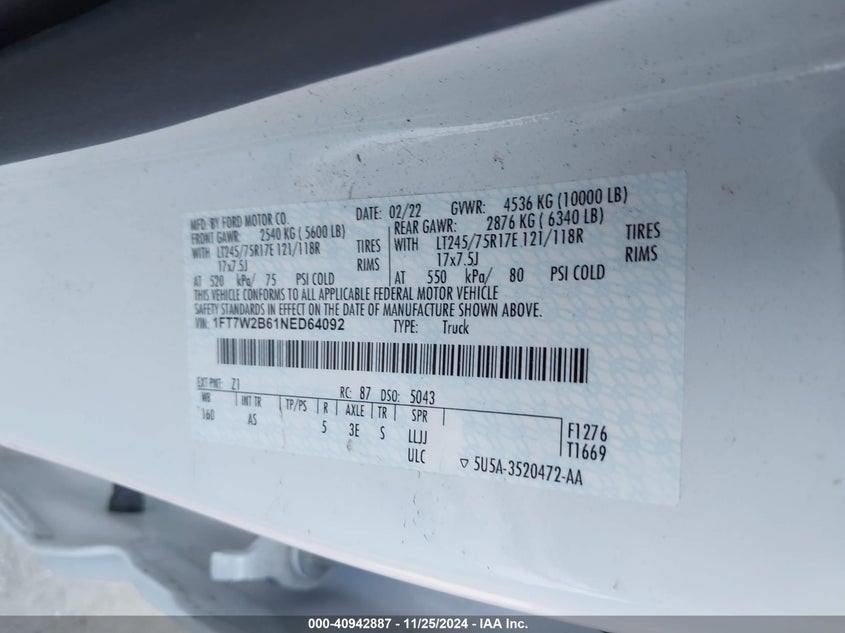 MFD. BY FORD MOTOR CO.
DATE: 02/22 GVWR: 4536 KG (10000 LB)
FRONT GAWR: 2540 KG ( 5600 LB)
WITH LT245/75R17E 121/118R TIRES
17x7.5J RIMS
AT 520 kPa/ 75 PSI COLD
REAR GAWR: 2876 KG ( 6340 LB)
WITH LT245/75R17E 121/118R TIRES
17x7.5J RIMS
AT 550 kPa/ 80 PSI COLD
THIS VEHICLE CONFORMS TO ALL APPLICABLE FEDERAL MOTOR VEHICLE
SAFETY STANDARDS IN EFFECT ON THE DATE OF MANUFACTURE SHOWN ABOVE.
VIN: 1FT7W2B61NED64092 TYPE: Truck
EXT PNT: Z1 RC: 87 DSO: 5043
WB INT TR TP/PS R AXLE TR SPR
160 AS 5 3E S LLJJ
ULC
F1276
T1669
▽ 5U5A-3520472-AA
000-40942887 - 11/25/2024 - IAA Inc.